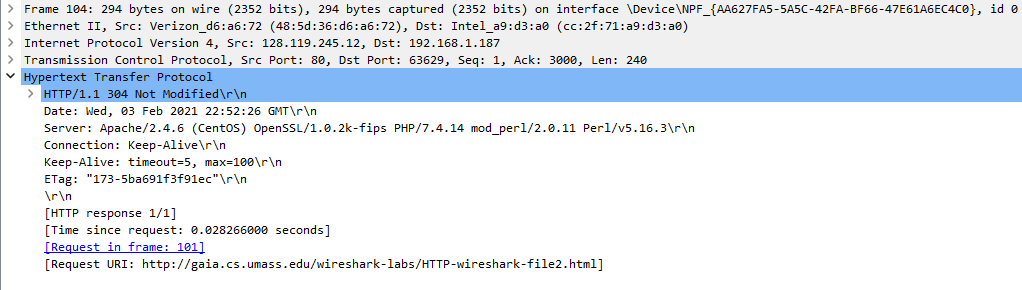 Frame 104: 294 bytes on wire (2352 bits), 294 bytes captured (2352 bits) on interface \Device\NPF_{AA627FA5-5A5C-42FA-BF66-47E61A6EC4C0}, id 0
Ethernet II, Src: Verizon_d6:a6:72 (48:5d:36:d6:a6:72), Dst: Intel_a9:d3:a0 (cc:2f:71:a9:d3:a0)
Internet Protocol Version 4, Src: 128.119.245.12, Dst: 192.168.1.187
Transmission Control Protocol, Src Port: 80, Dst Port: 63629, Seq: 1, Ack: 3000, Len: 240
Hypertext Transfer Protocol
HTTP/1.1 304 Not Modified\r\n
Date: Wed, 03 Feb 2021 22:52:26 GMT\r\n
Server: Apache/2.4.6 (CentOS) OpenSSL/1.0.2k-fips PHP/7.4.14 mod_perl/2.0.11 Perl/v5.16.3\r\n
Connection: Keep-Alive\r\n
Keep-Alive: timeout=5, max=100\r\n
ETag: "173-5ba691f3f91ec"\r\n
\r\n
[HTTP response 1/1]
[Time since request: 0.028266000 seconds]
[Request in frame: 101]
[Request URI: http://gaia.cs.umass.edu/wireshark-labs/HTTP-wireshark-file2.html]